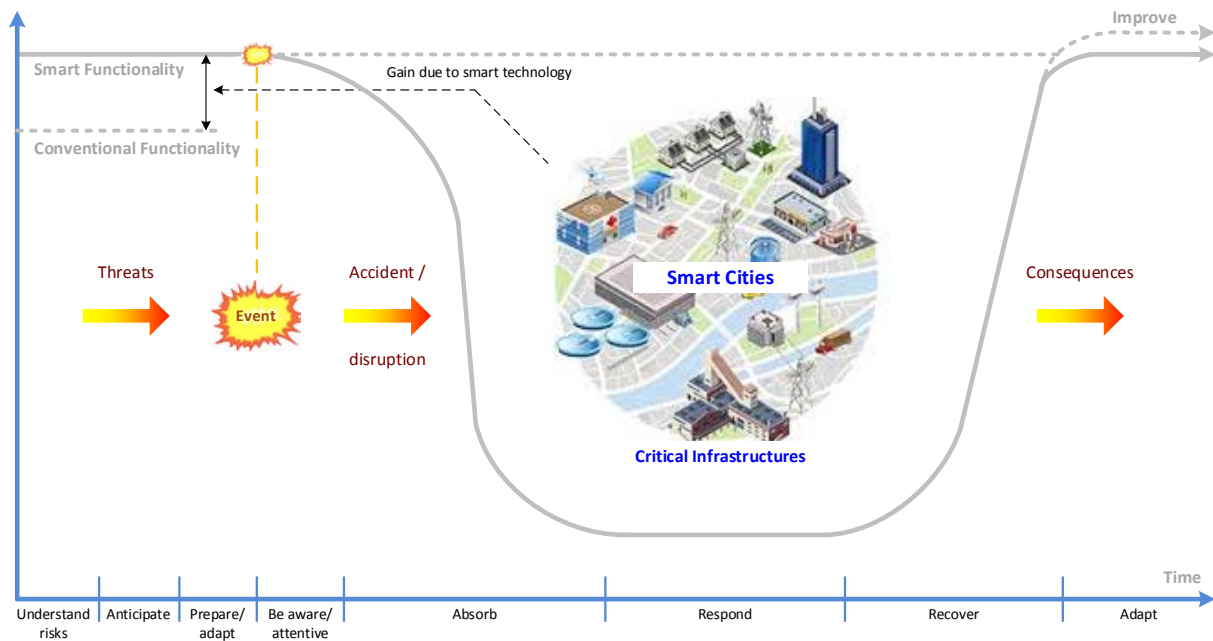 Improve
Smart Functionality
Gain due to smart technology
Conventional Functionality
Threats
Event
Accident /
disruption
Smart Cities
Critical Infrastructures
Consequences
Time
Understand
risks
Anticipate
Prepare/
adapt
Be aware/
attentive
Absorb
Respond
Recover
Adapt